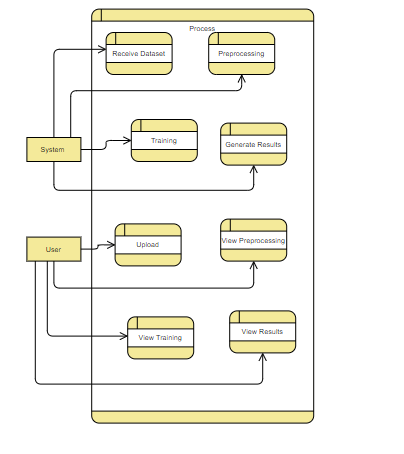 Process
Receive Dataset
Preprocessing
Training
Generate Results
System
Upload
View Preprocessing
User
View Training
View Results